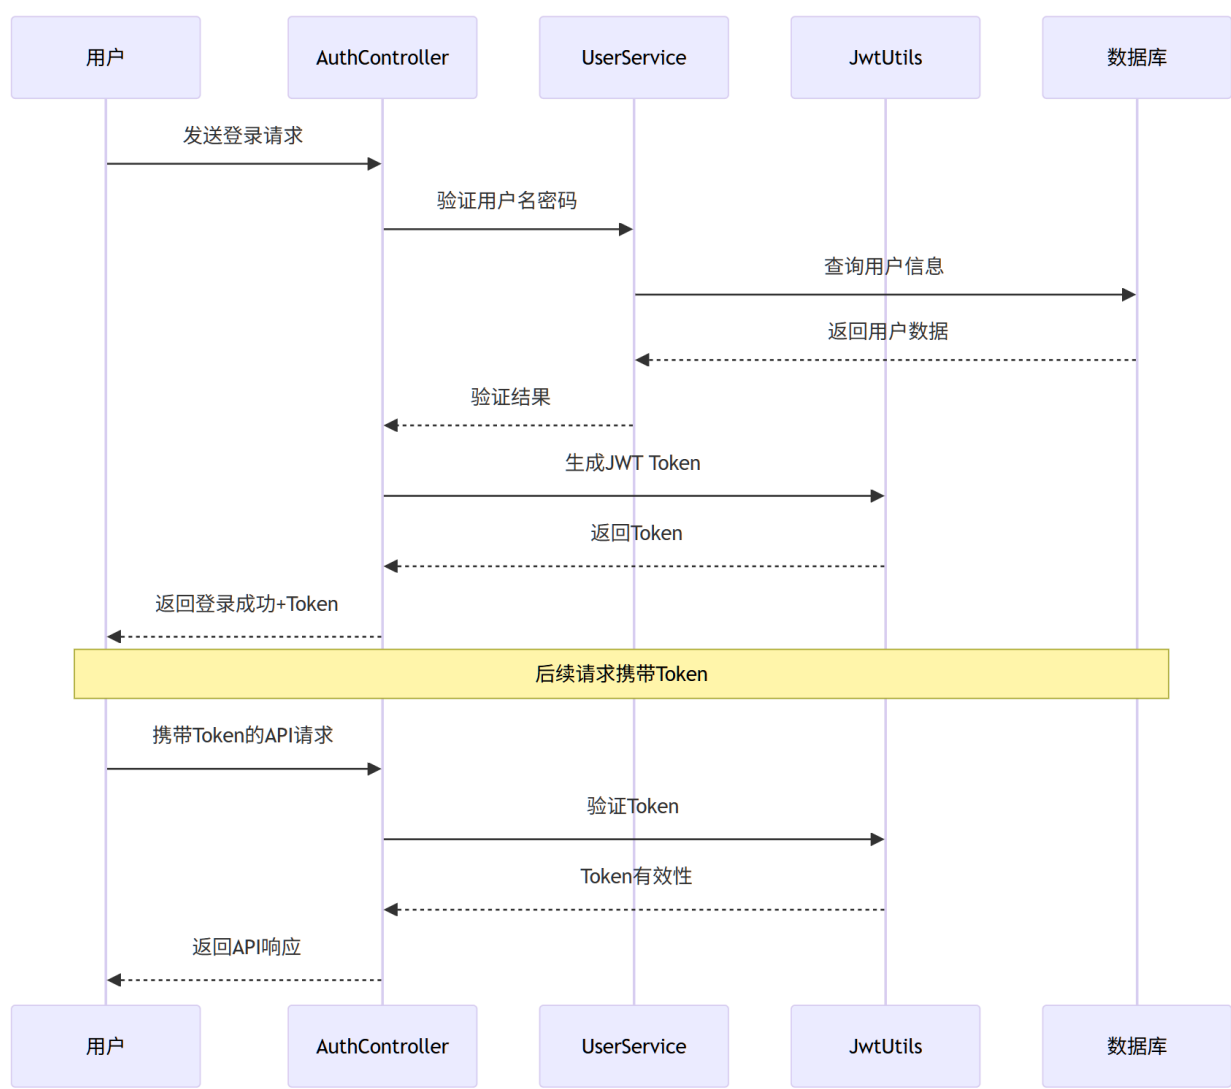 用户
AuthController
UserService
JwtUtils
数据库
发送登录请求
验证用户名密码
查询用户信息
返回用户数据
验证结果
生成JWT Token
返回Token
返回登录成功+Token
后续请求携带Token
携带Token的API请求
验证Token
Token有效性
返回API响应
用户
AuthController
UserService
JwtUtils
数据库